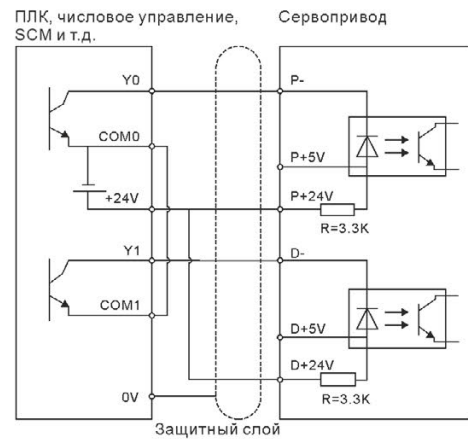 ПЛК, числовое управление,
SCM и т.д.
Сервопривод
Y0
P-
COM0
P+5V
+24V
P+24V
R=3.3K
Y1
D-
COM1
D+5V
D+24V
0V
R=3.3K
Защитный слой